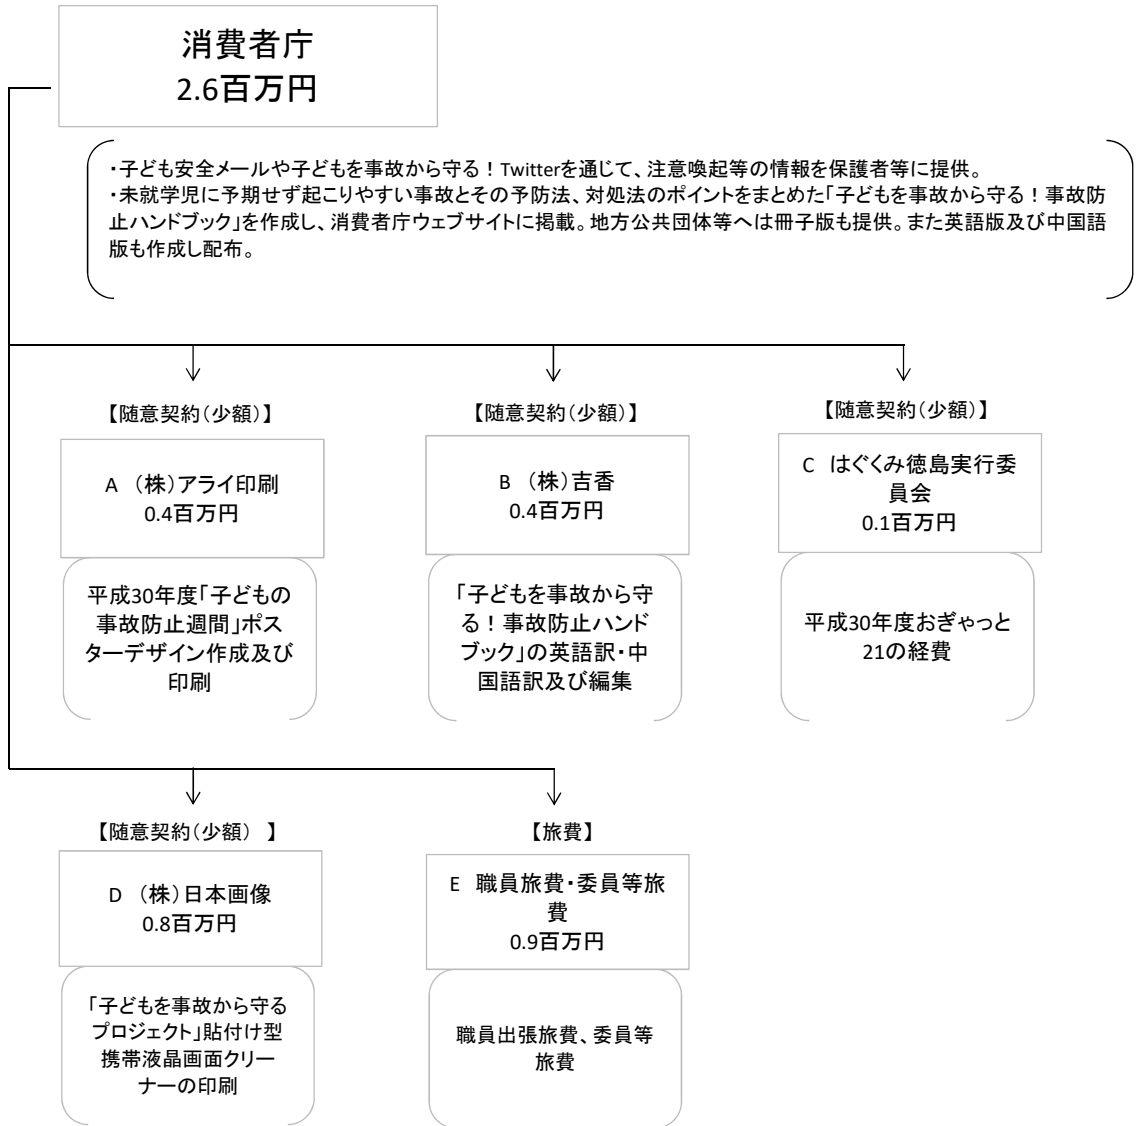 消費者庁
2.6百万円
・子ども安全メールや子どもを事故から守る！Twitterを通じて、注意喚起等の情報を保護者等に提供。
・未就学児に予期せず起こりやすい事故とその予防法、対処法のポイントをまとめた「子どもを事故から守る！事故防
止ハンドブック」を作成し、消費者庁ウェブサイトに掲載。地方公共団体等へは冊子版も提供。また英語版及び中国語
版も作成し配布。
【随意契約（少額）】
A （株）アライ印刷
0.4百万円
平成30年度「子どもの
事故防止週間」ポス
ターデザイン作成及び
印刷
【随意契約（少額）】
B （株）吉香
0.4百万円
「子どもを事故から守
る！事故防止ハンド
ブック」の英語訳・中
国語訳及び編集
【随意契約（少額）】
C はぐくみ徳島実行委
員会
0.1百万円
平成30年度おぎゃっと
21の経費
【随意契約（少額） 】
D （株）日本画像
0.8百万円
「子どもを事故から守る
プロジェクト」貼付け型
携帯液晶画面クリー
ナーの印刷
【旅費】
E 職員旅費・委員等旅
費
0.9百万円
職員出張旅費、委員等
旅費